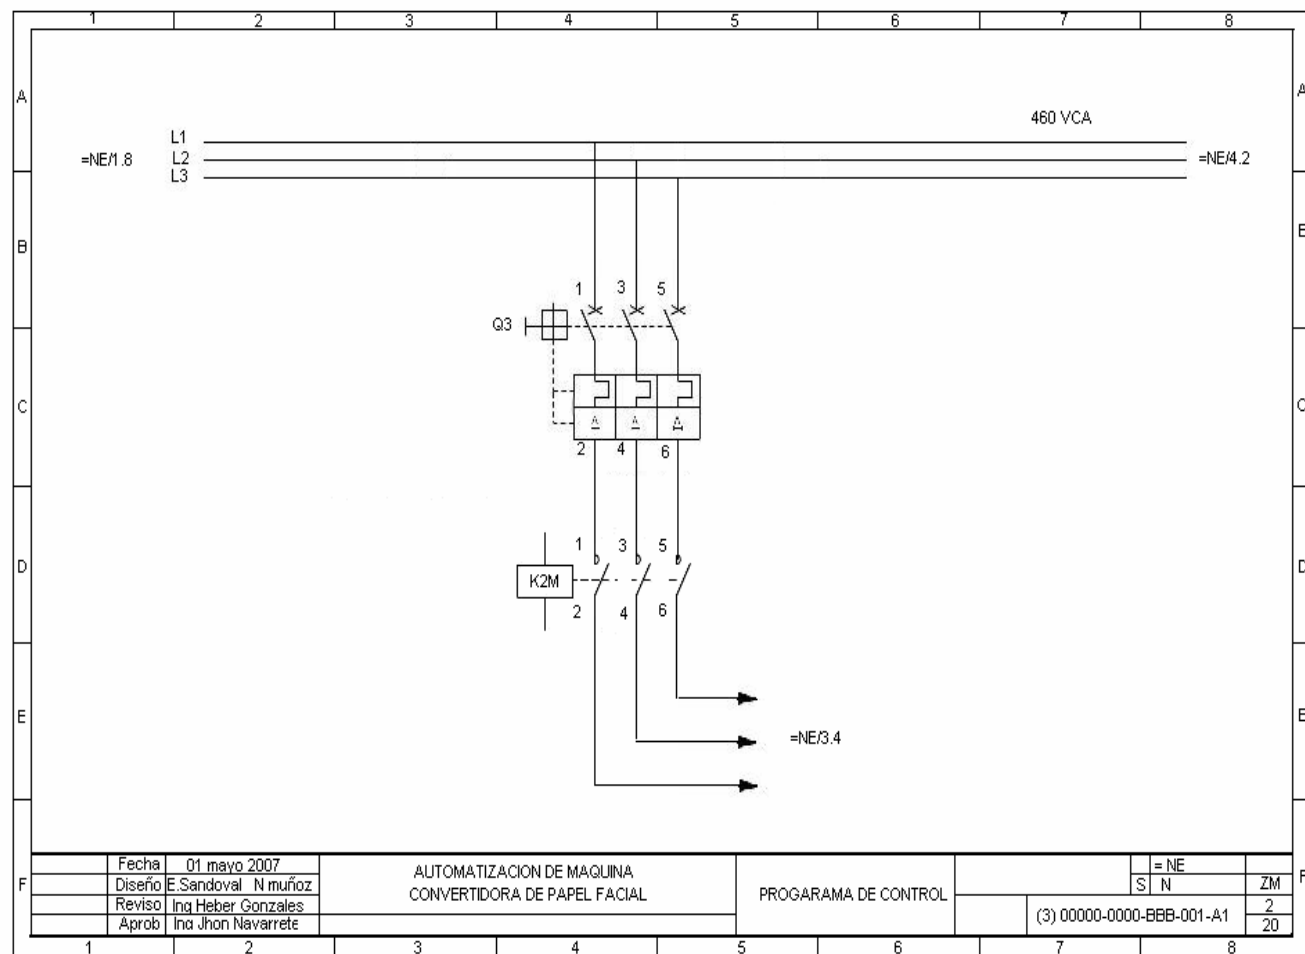 1 2 3 4 5 6 7 8
A A
460 VCA
L1
=NE/1.8 L2 =NE/4.2
L3
B B
1 3 5
Q3
C C
2 4 6
1 3 5
D D
K2M
2 4 6
E E
=NE/3.4
F F
Fecha 01 mayo 2007
Diseño E.Sandoval N muñoz
Reviso Ing Heber Gonzales
Aprob Ing Jhon Navarrete
AUTOMATIZACION DE MAQUINA
CONVERTIDORA DE PAPEL FACIAL
PROGARAMA DE CONTROL
= NE
S N ZM
(3) 00000-0000-BBB-001-A1
2
20
1 2 3 4 5 6 7 8